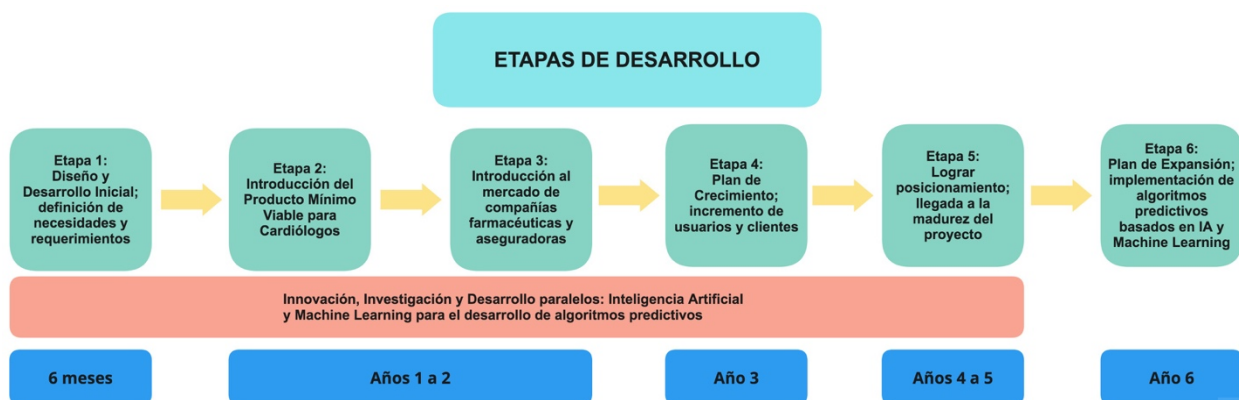 ETAPAS DE DESARROLLO
Etapa 1:
Diseño y
Desarrollo Inicial;
definición de
necesidades y
requerimientos
Etapa 2:
Introducción del
Producto Mínimo
Viable para
Cardiólogos
Etapa 3:
Introducción al
mercado de
compañías
farmacéuticas y
aseguradoras
Etapa 4:
Plan de
Crecimiento;
incremento de
usuarios y clientes
Etapa 5:
Lograr
posicionamiento;
llegada a la
madurez del
proyecto
Etapa 6:
Plan de Expansión;
implementación de
algoritmos
predictivos
basados en IA y
Machine Learning
Innovación, Investigación y Desarrollo paralelos: Inteligencia Artificial
y Machine Learning para el desarrollo de algoritmos predictivos
6 meses
Años 1 a 2
Año 3
Años 4 a 5
Año 6